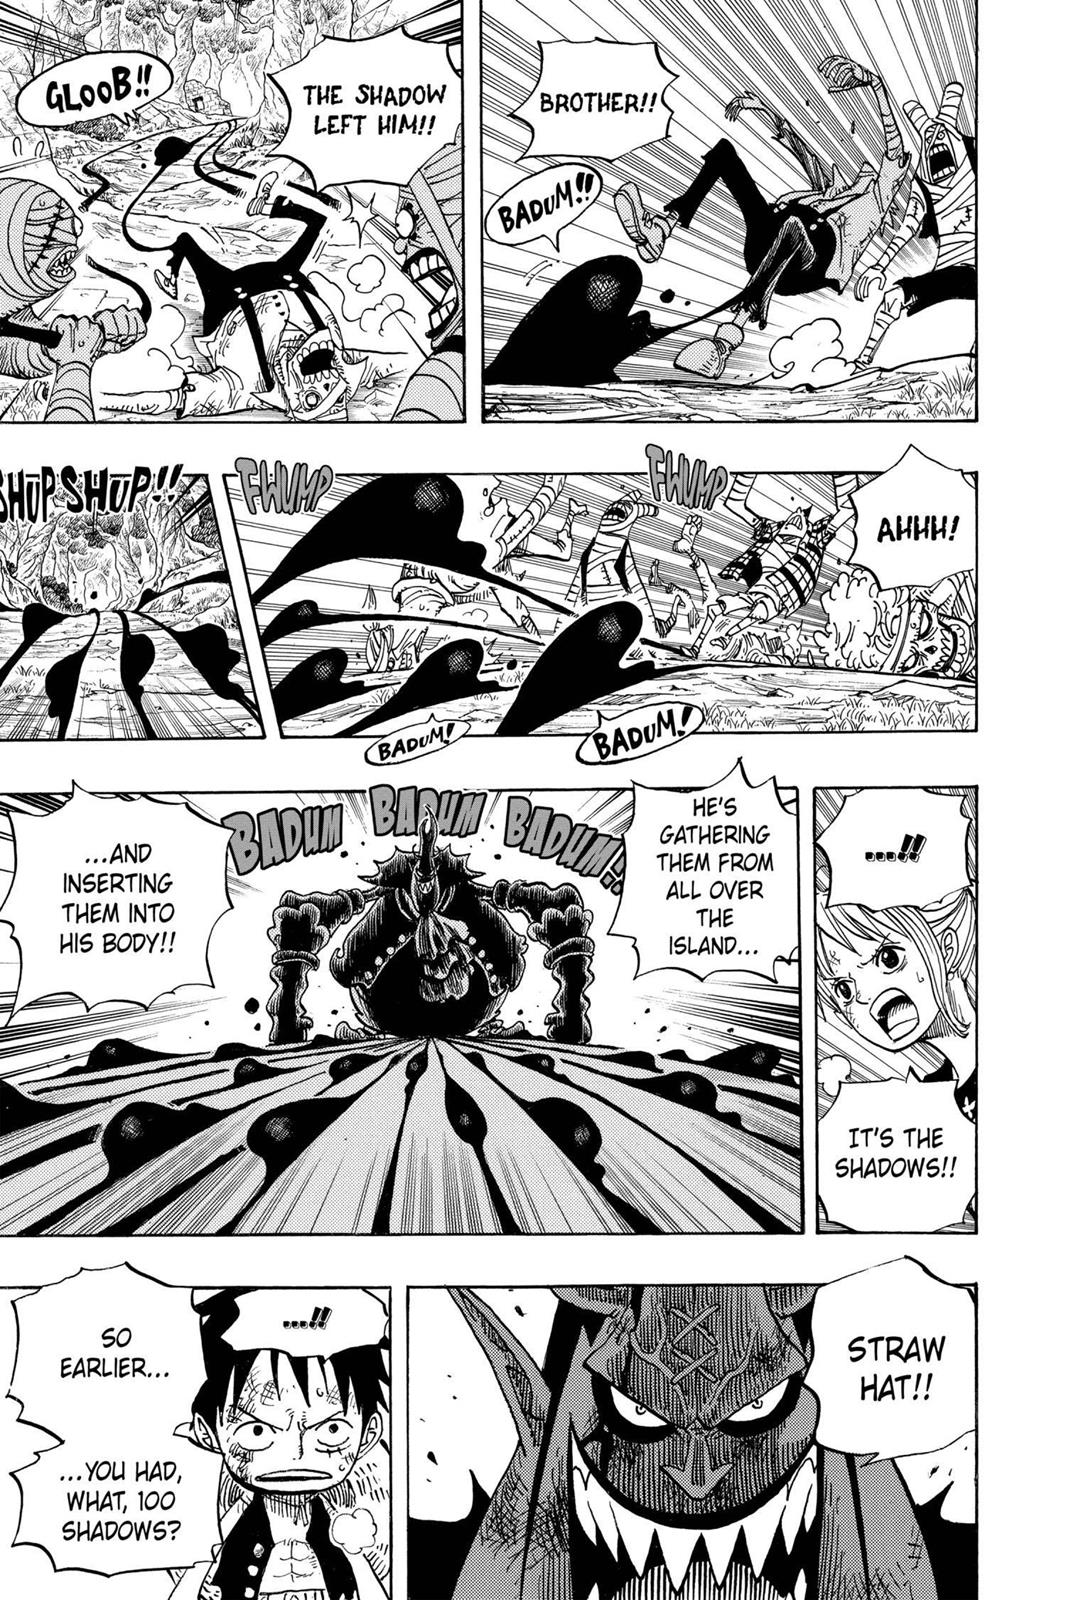 BROTHER!!
BADUM!!
THE SHADOW
LEFT HIM!!
GLOOB!!
AHHH!
FWUMP
FWUMP
BADUM!
BADUM!
SHUP SHUP!!
...!!
IT'S THE
SHADOWS!!
HE'S
GATHERING
THEM FROM
ALL OVER
THE
ISLAND...
BADUM BADUM BADUM!!
...AND
INSERTING
THEM INTO
HIS BODY!!
STRAW
HAT!!
...!!
SO
EARLIER...
...YOU HAD,
WHAT, 100
SHADOWS?